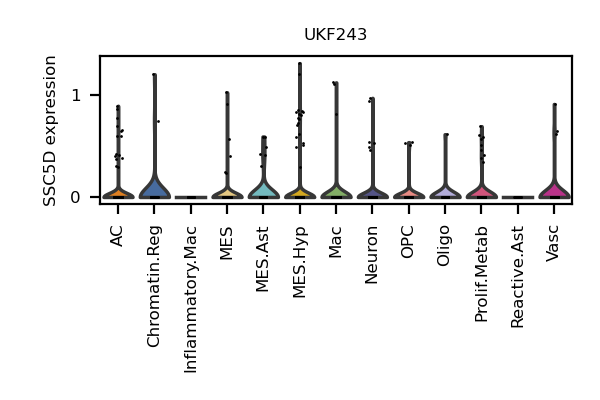 UKF243
SSC5D expression
1
0
AC
Chromatin.Reg
Inflammatory.Mac
MES
MES.Ast
MES.Hyp
Mac
Neuron
OPC
Oligo
Prolif.Metab
Reactive.Ast
Vasc